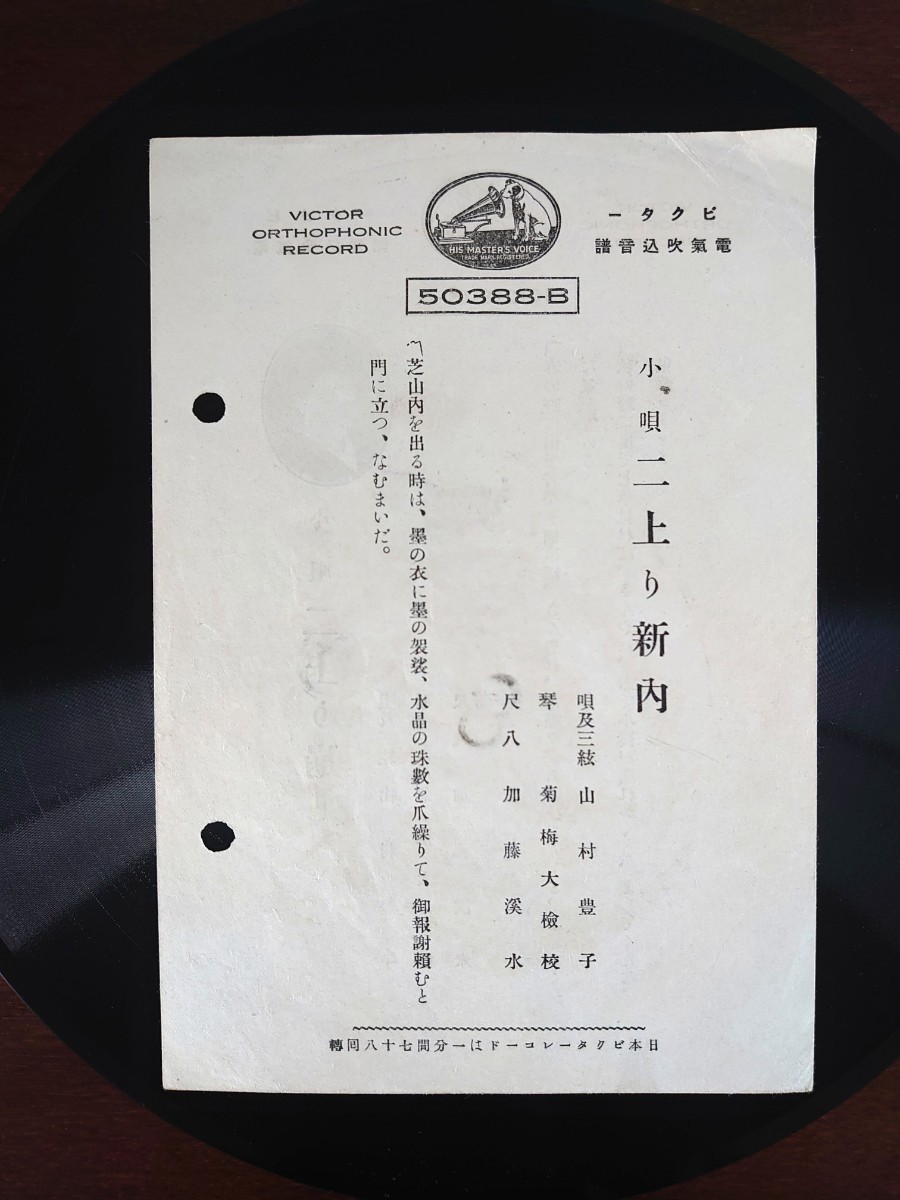 VICTOR
ORTHOPHONIC
RECORD
HIS MASTER'S VOICE
TRADE MARK REGISTERED
ビクター
電氣吹込音譜
50388-B
小唄 二上り新內
唄及三絃 山村豊子
琴 菊梅大檢校
尺八 加藤溪水
〽芝山內を出る時は、墨の衣に墨の袈裟、水晶の珠數を爪繰りて、御報謝賴むと
門に立つ、なむまいだ。
日本ビクターレコードは一分間七十八回轉